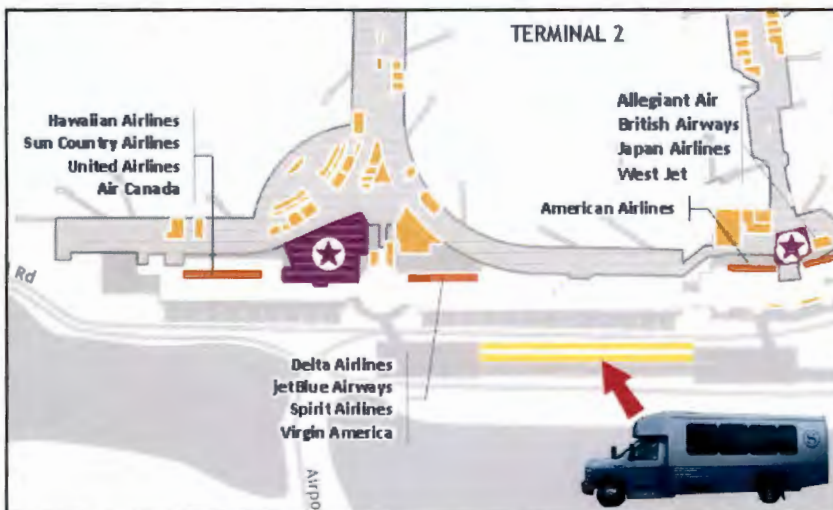 TERMINAL 2
Hawaiian Airlines
Sun Country Airlines
United Airlines
Air Canada
Allegiant Air
British Airways
Japan Airlines
West Jet
American Airlines
Rd
Delta Airlines
jetBlue Airways
Spirit Airlines
Virgin America
Airpo